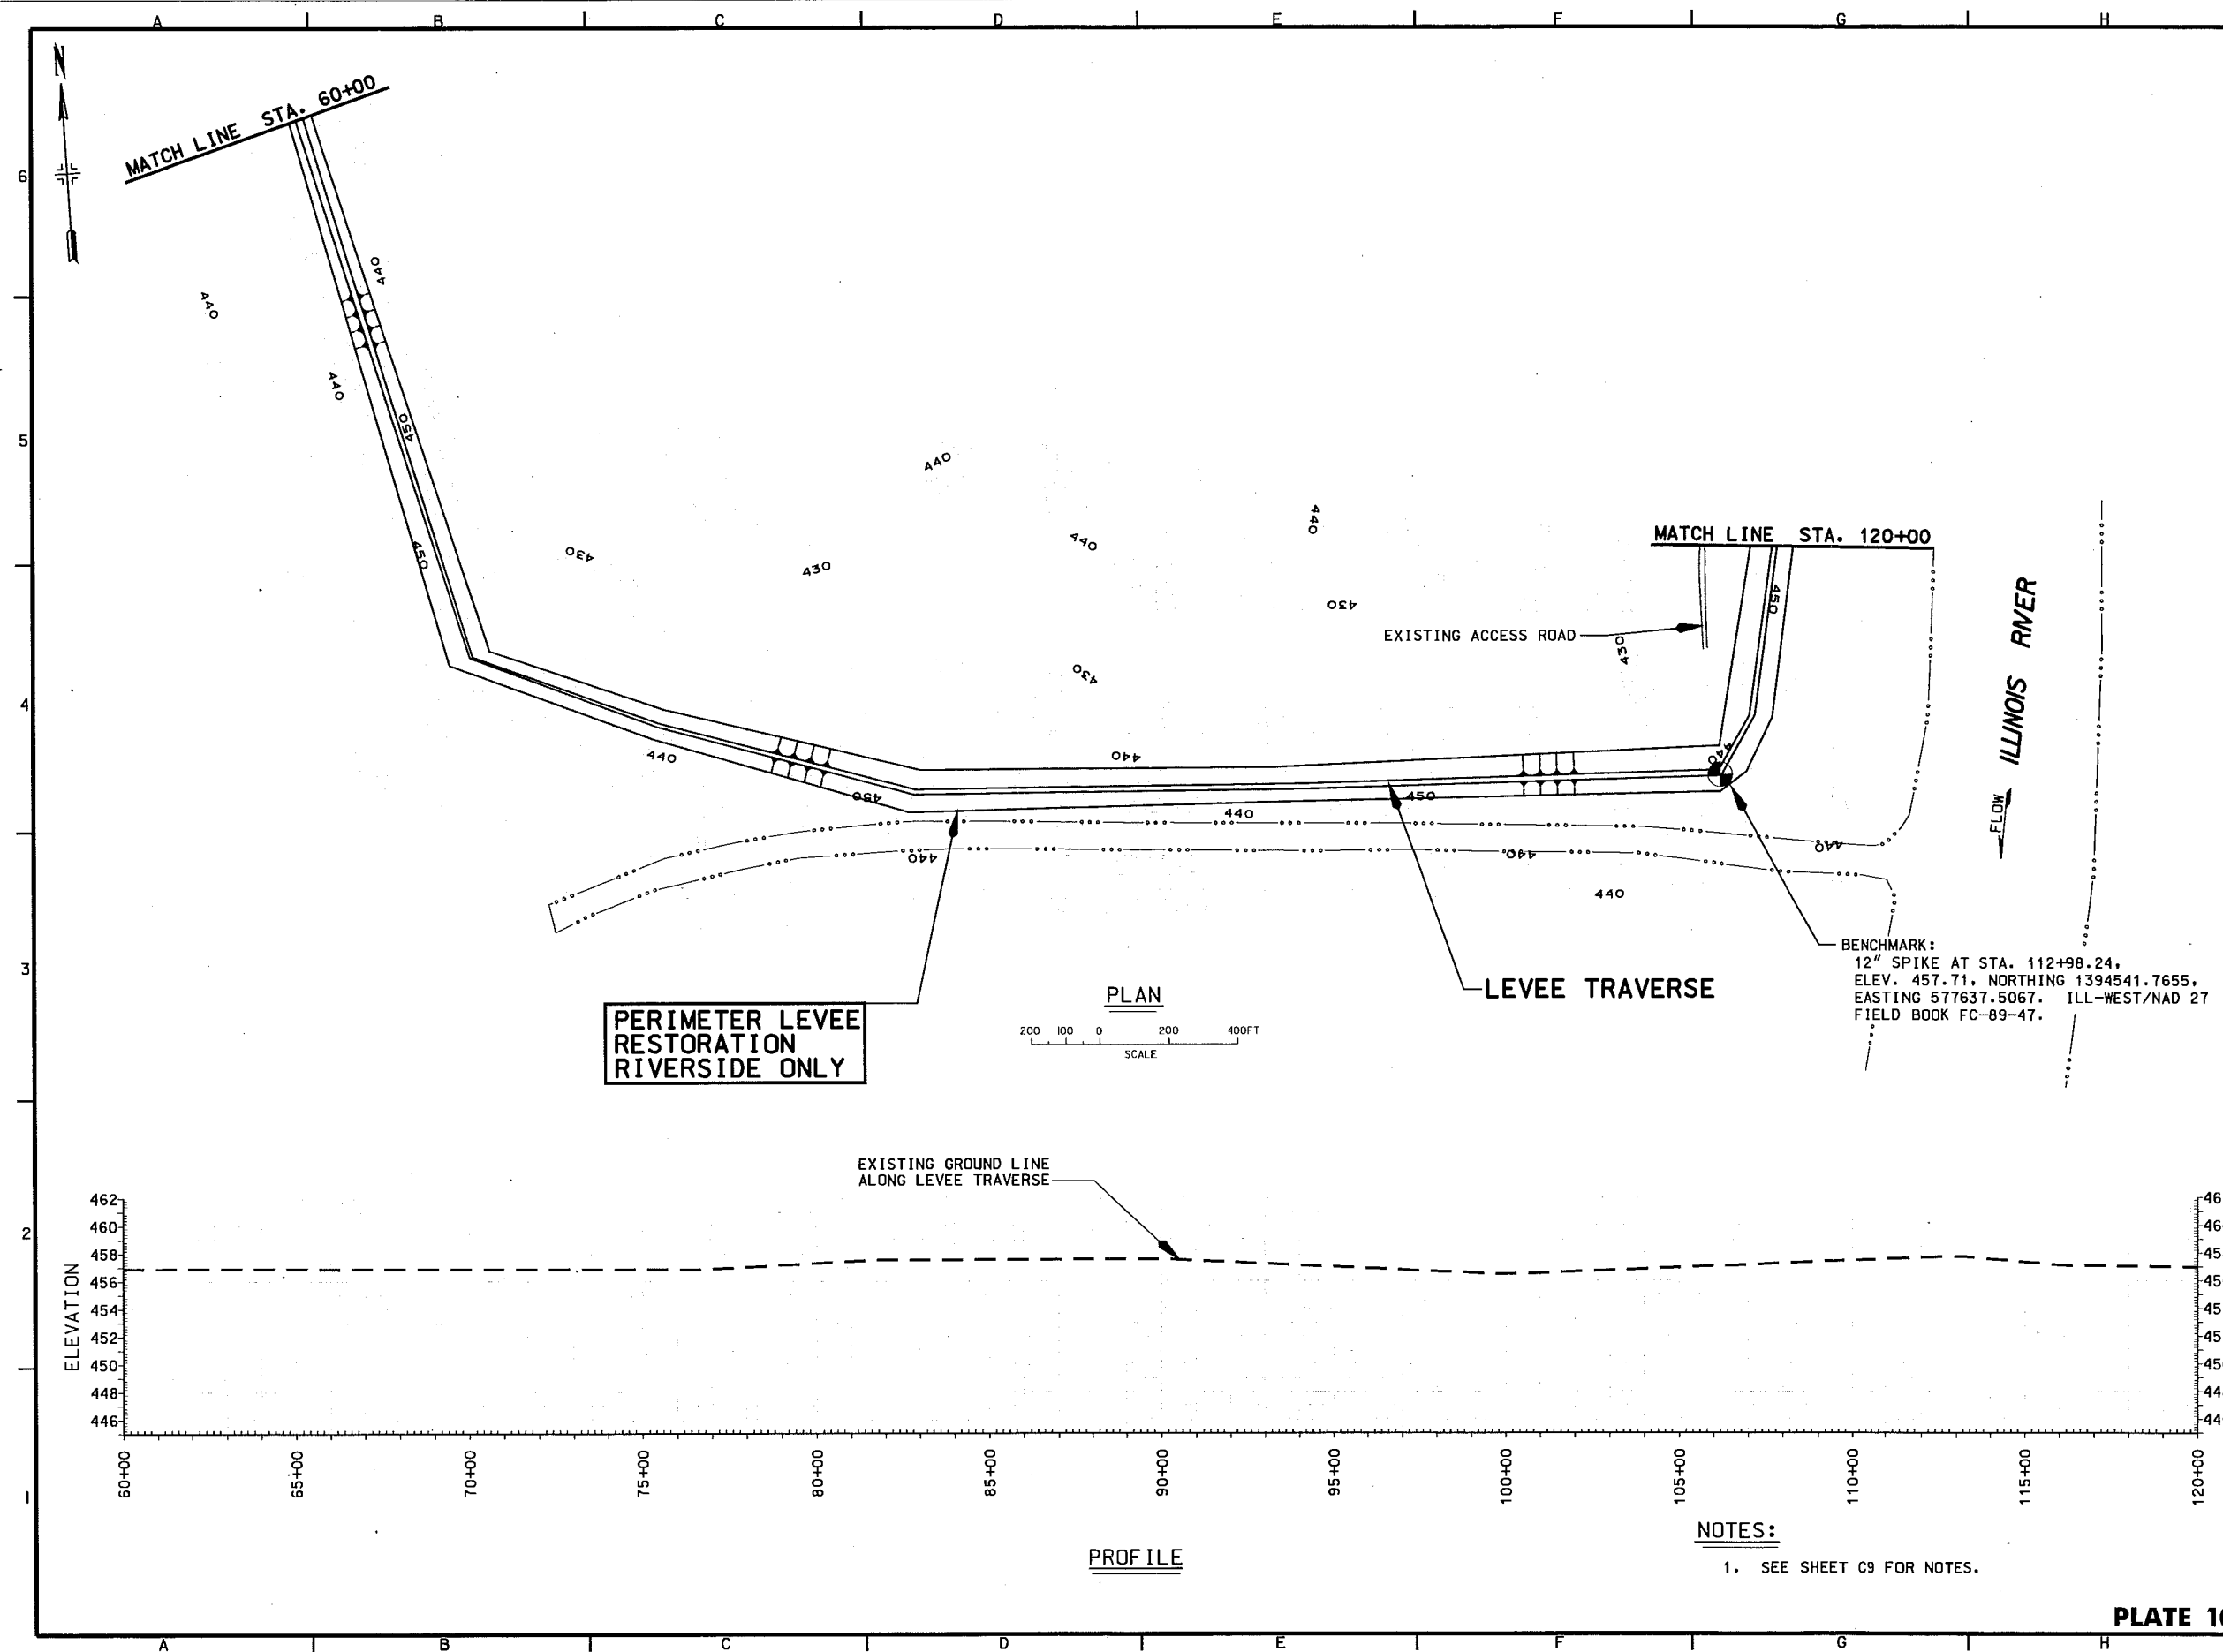 A B C D E F G H
N
MATCH LINE STA. 60+00
6
440
440
440
450
5
440
440
440
450
430
430
MATCH LINE STA. 120+00
450
430
EXISTING ACCESS ROAD
430
430
ILLINOIS RIVER
FLOW
4
440
440
440
450
450
440
440
440
440
440
BENCHMARK:
12" SPIKE AT STA. 112+98.24,
ELEV. 457.71, NORTHING 1394541.7655,
EASTING 577637.5067. ILL-WEST/NAD 27
FIELD BOOK FC-89-47.
3
LEVEE TRAVERSE
PERIMETER LEVEE
RESTORATION
RIVERSIDE ONLY
PLAN
200 100 0 200 400FT
SCALE
EXISTING GROUND LINE
ALONG LEVEE TRAVERSE
2
ELEVATION
462
460
458
456
454
452
450
448
446
60+00 65+00 70+00 75+00 80+00 85+00 90+00 95+00 100+00 105+00 110+00 115+00 120+00
1
PROFILE
NOTES:
1. SEE SHEET C9 FOR NOTES.
PLATE
A B C D E F G H